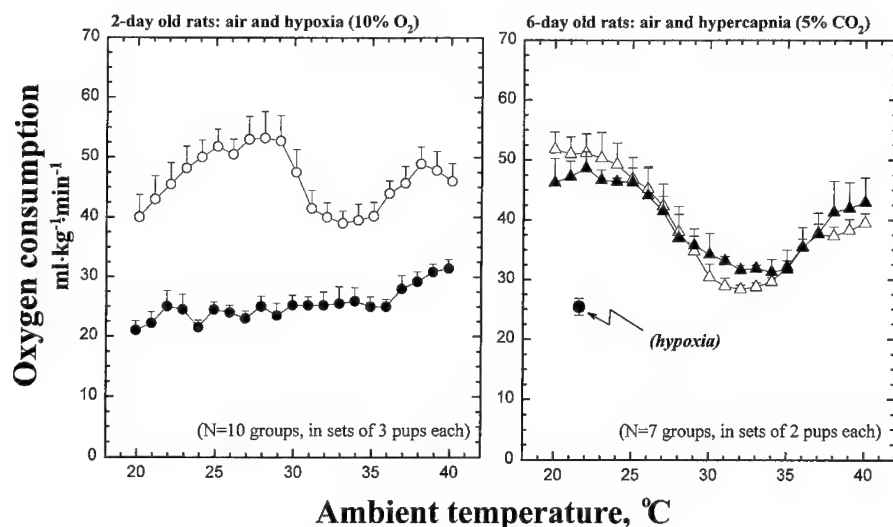 2-day old rats: air and hypoxia (10% O₂)
6-day old rats: air and hypercapnia (5% CO₂)
Oxygen consumption
ml·kg⁻¹·min⁻¹
70
60
50
40
30
20
10
0
20 25 30 35 40
(N=10 groups, in sets of 3 pups each)
70
60
50
40
30
20
10
0
20 25 30 35 40
(hypoxia)
(N=7 groups, in sets of 2 pups each)
Ambient temperature, ºC